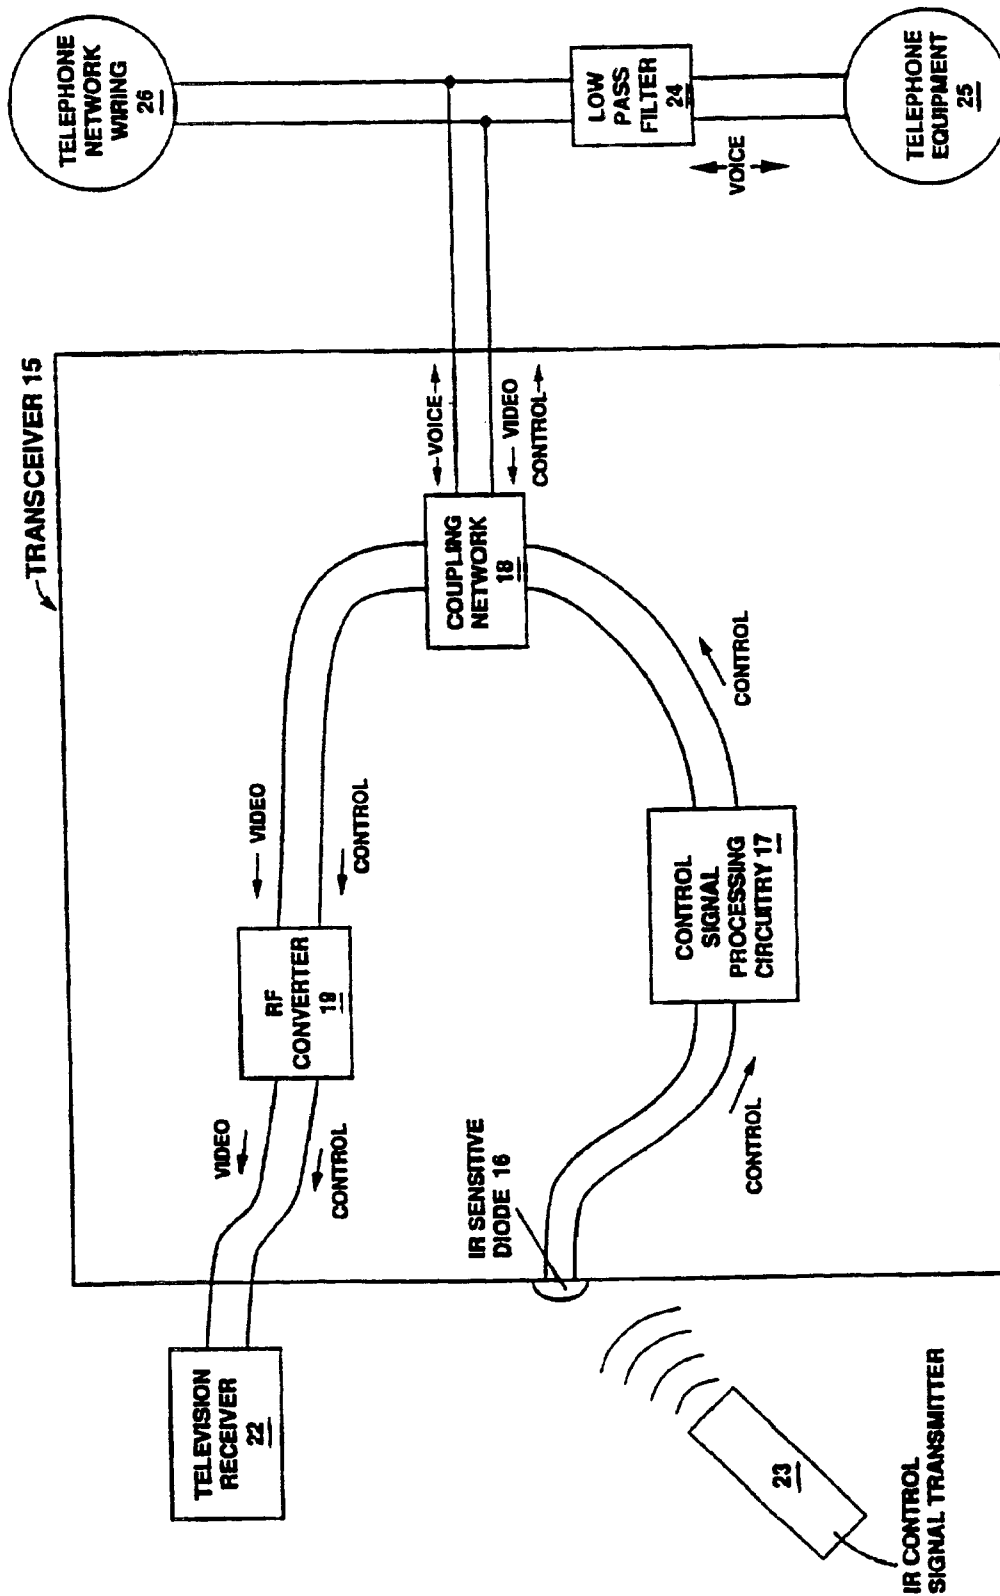 TRANSCEIVER 15
TELEVISION
RECEIVER
22
VIDEO
CONTROL
RF
CONVERTER
19
VIDEO
CONTROL
COUPLING
NETWORK
18
VOICE
VIDEO
CONTROL
TELEPHONE
NETWORK
WIRING
26
LOW
PASS
FILTER
24
VOICE
TELEPHONE
EQUIPMENT
25
IR SENSITIVE
DIODE 16
CONTROL
CONTROL
SIGNAL
PROCESSING
CIRCUITRY 17
CONTROL
23
IR CONTROL
SIGNAL TRANSMITTER